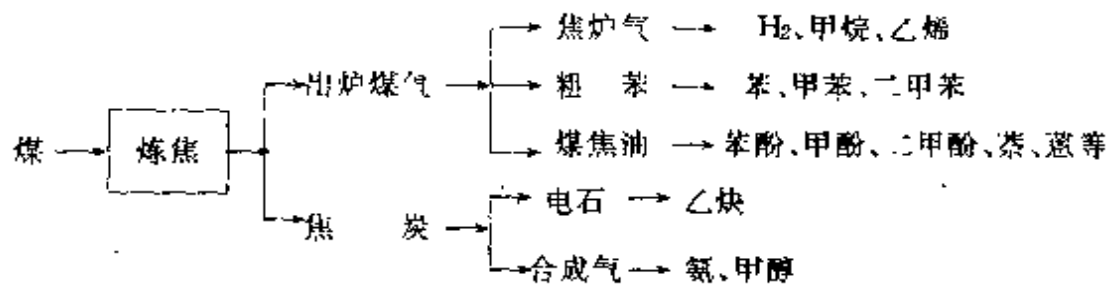 焦炉气 H₂、甲烷、乙烯
出炉煤气 粗苯 苯、甲苯、二甲苯
煤 炼焦 煤焦油 苯酚、甲酚、二甲酚、萘、蒽等
电石 乙炔
焦炭
合成气 氨、甲醇